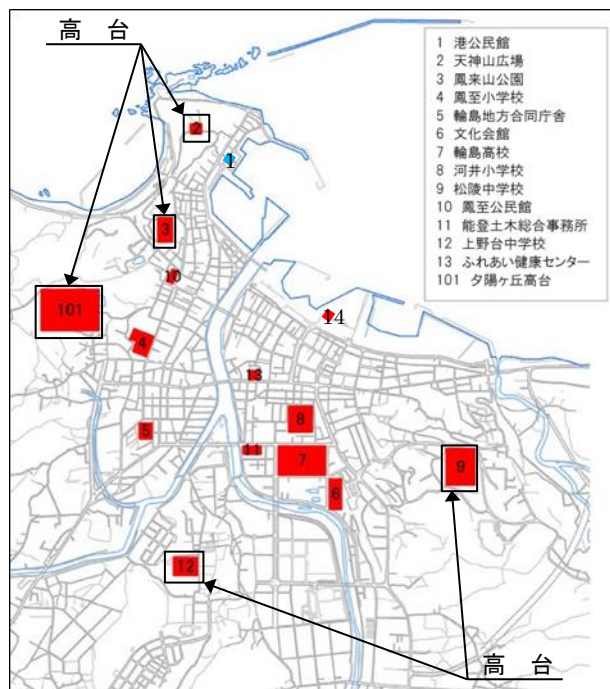 高 台
1 港公民館
2 天神山広場
3 鳳来山公園
4 鳳至小学校
5 輪島地方合同庁舎
6 文化会館
7 輪島高校
8 河井小学校
9 松陵中学校
10 鳳至公民館
11 能登土木総合事務所
12 上野台中学校
13 ふれあい健康センター
101 夕陽ヶ丘高台
2
1
3
10
101
14
4
13
8
5
11
7
9
6
12
高 台